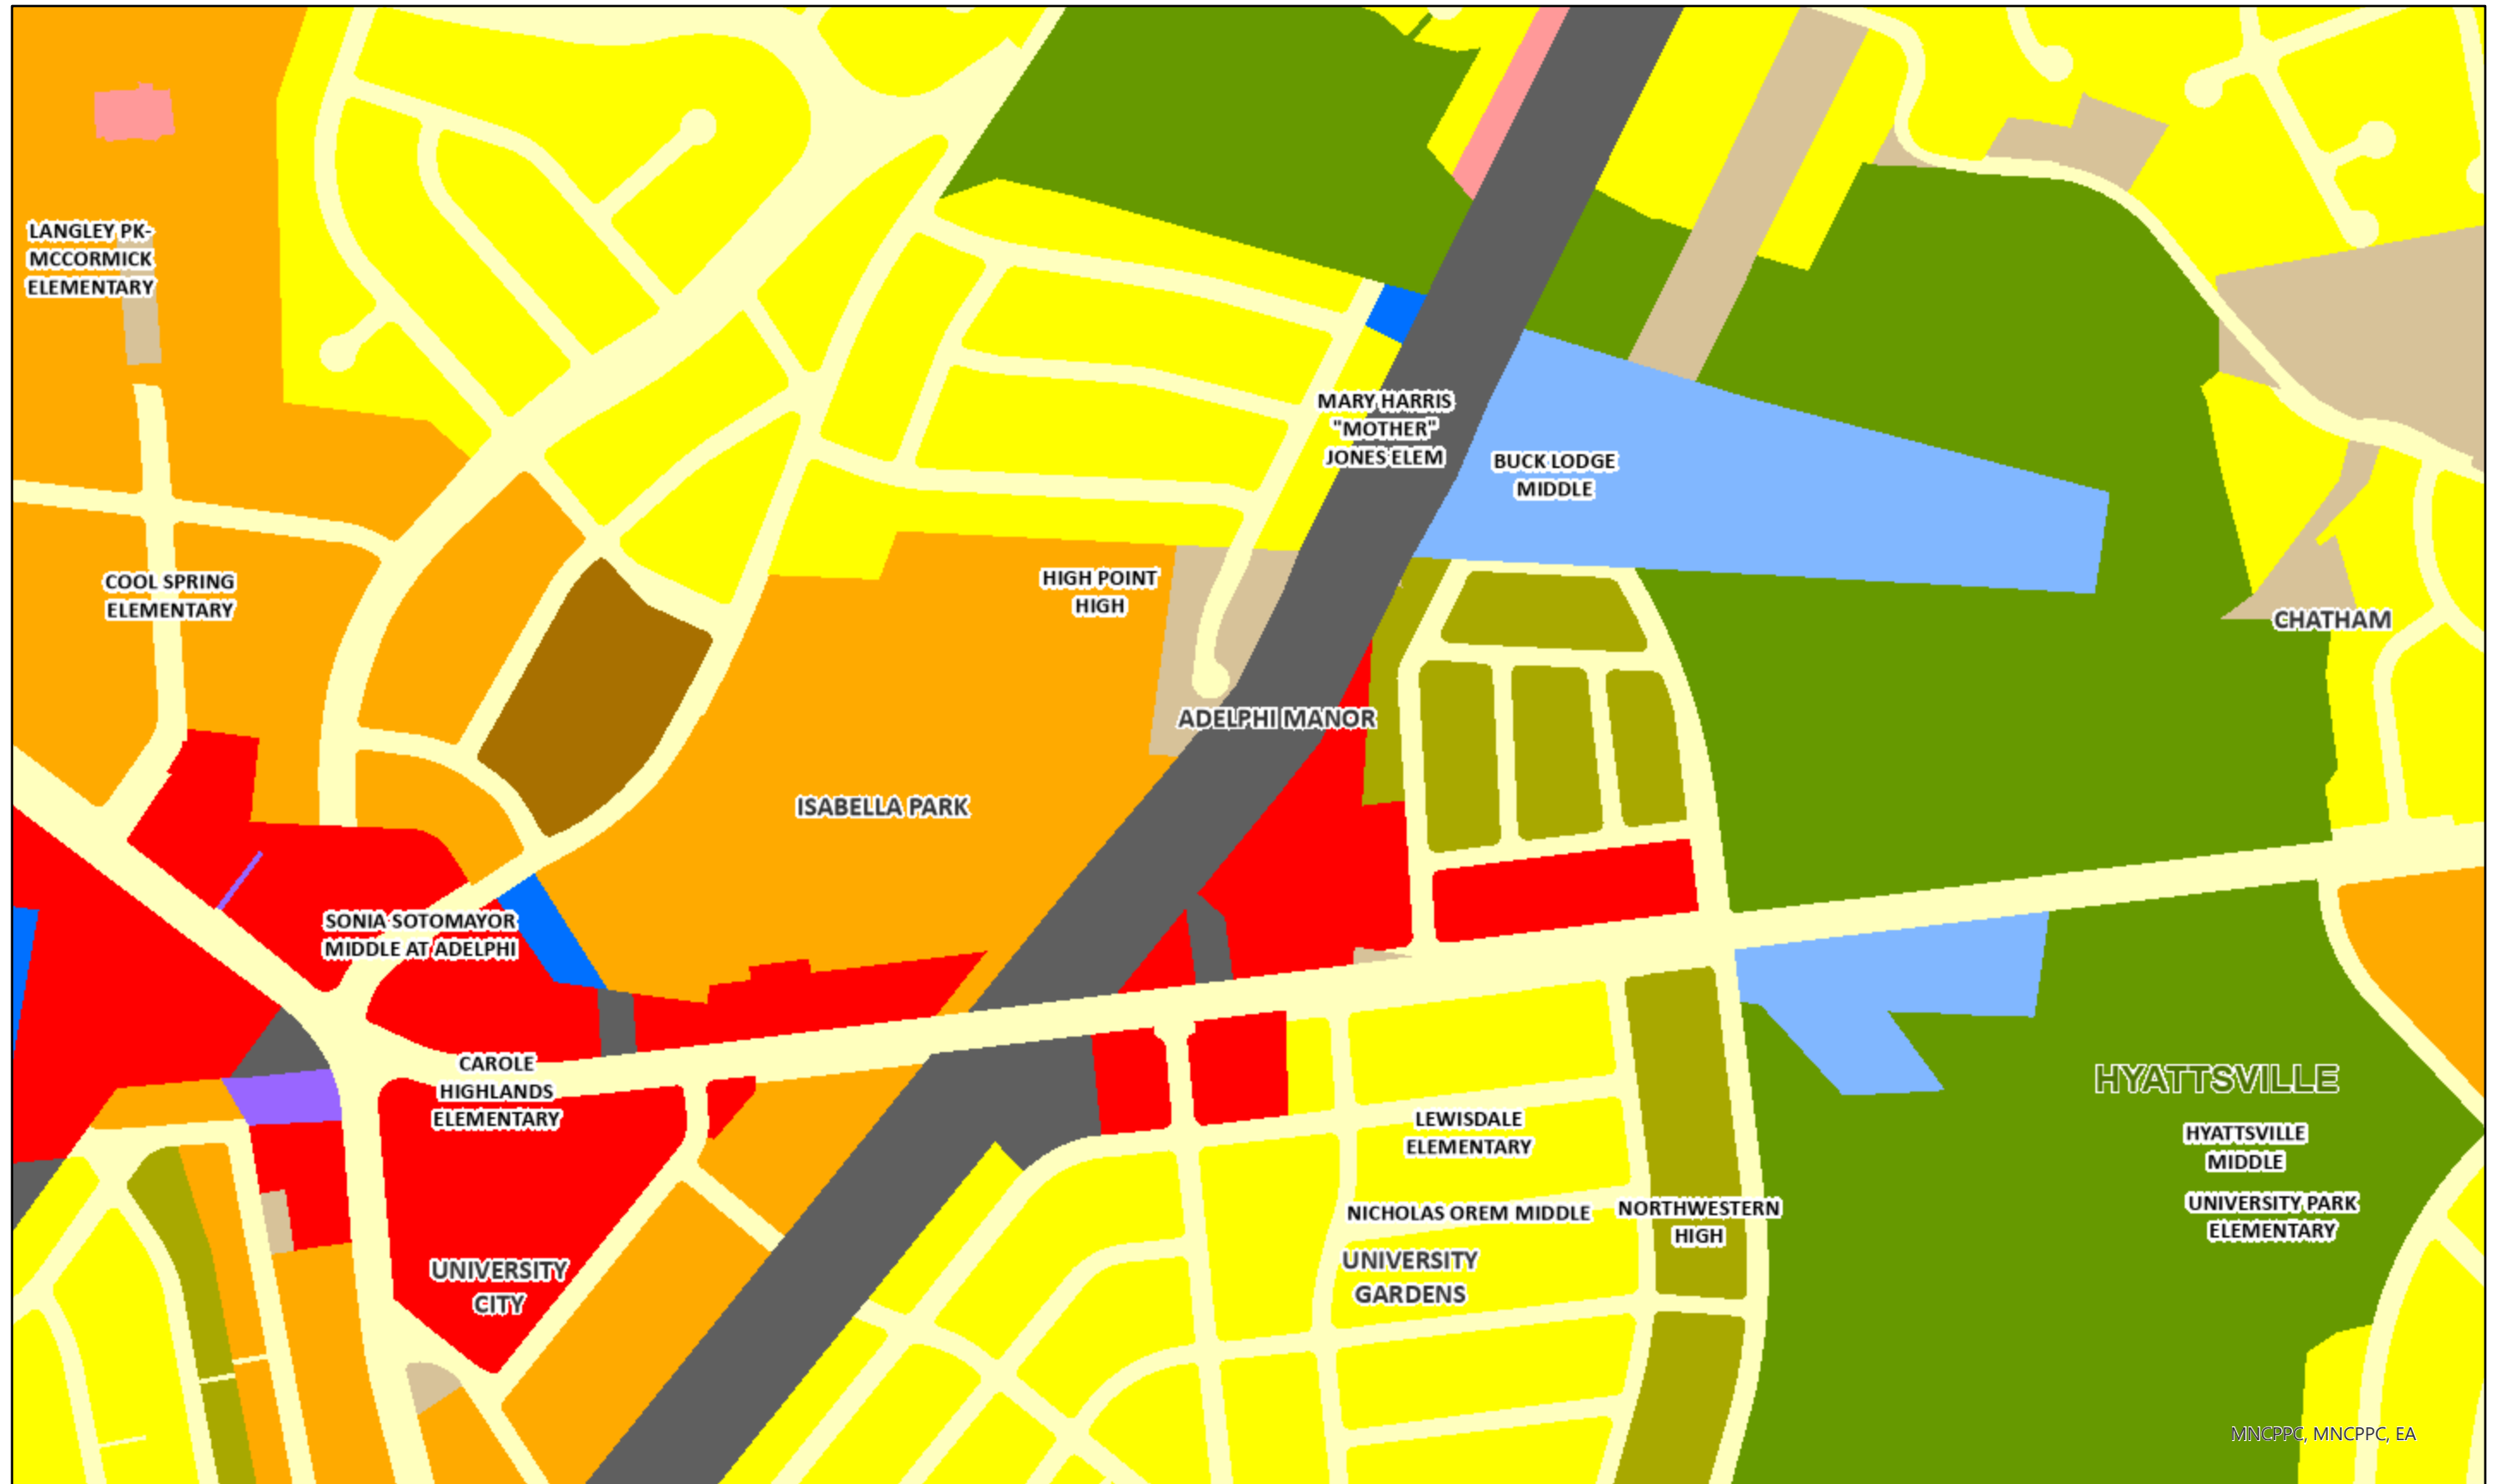 LANGLEY PK-
MCCORMICK
ELEMENTARY
MARY HARRIS
"MOTHER"
JONES ELEM
BUCK LODGE
MIDDLE
COOL SPRING
ELEMENTARY
HIGH POINT
HIGH
CHATHAM
ADELPHI MANOR
ISABELLA PARK
SONIA SOTOMAYOR
MIDDLE AT ADELPHI
CAROLE
HIGHLANDS
ELEMENTARY
HYATTSVILLE
LEWISDALE
ELEMENTARY
HYATTSVILLE
MIDDLE
NICHOLAS OREM MIDDLE
NORTHWESTERN
HIGH
UNIVERSITY PARK
ELEMENTARY
UNIVERSITY
CITY
UNIVERSITY
GARDENS
MNCPPC, MNCPPC, EA